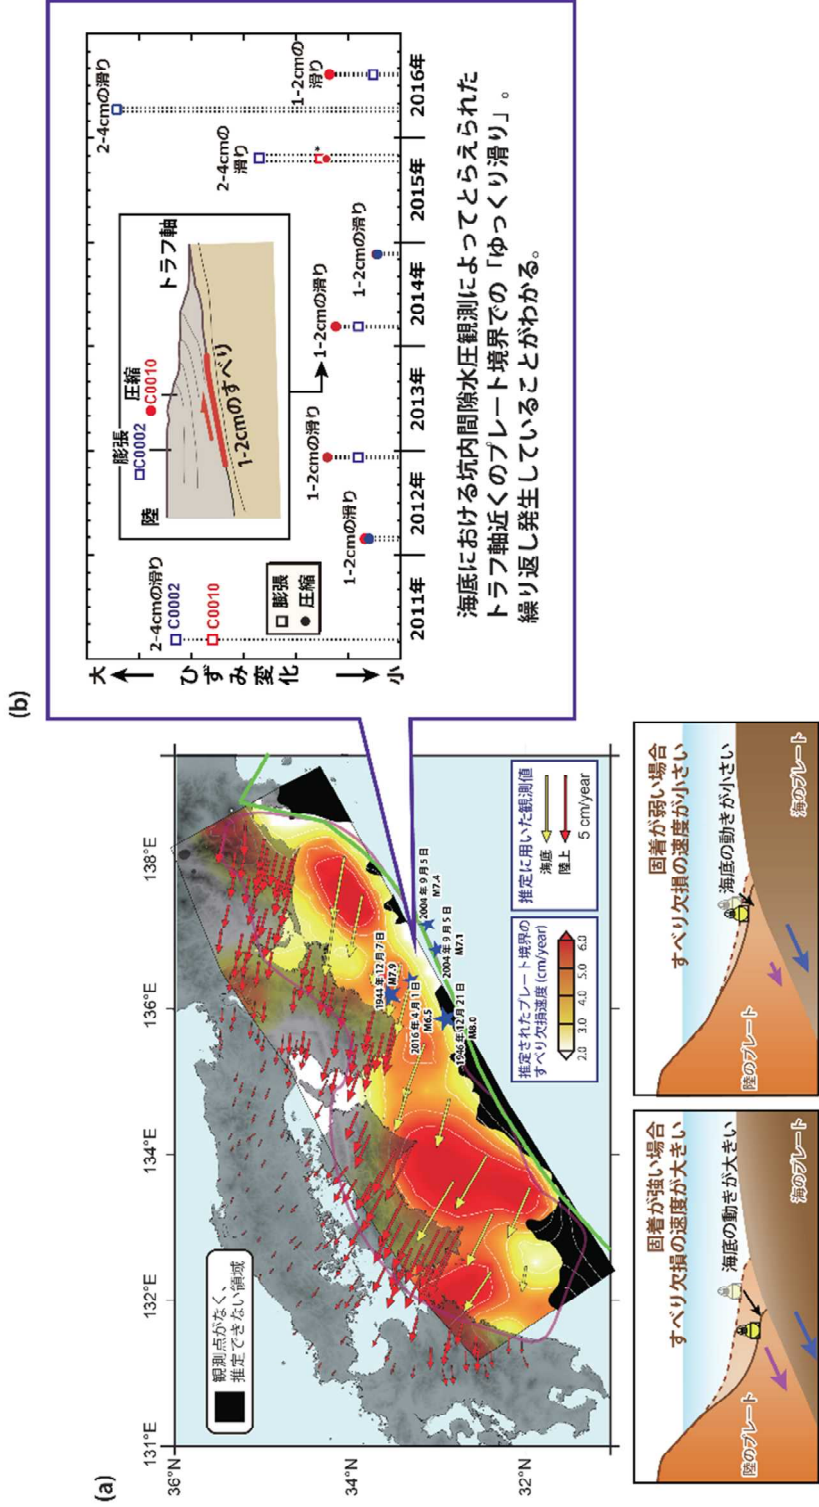 (a)
131°E
132°E
134°E
136°E
138°E
36°N
34°N
32°N
観測点がなく、
推定できない領域
1944年12月7日
M7.9
2016年4月1日
M6.5
1946年12月21日
M8.0
2004年9月5日
M7.1
2004年9月5日
M7.4
推定されたプレート境界の
すべり欠損速度 (cm/year)
2.0 3.0 4.0 5.0 6.0
推定に用いた観測値
海底
陸上
5 cm/year
固着が強い場合
すべり欠損の速度が大きい
海底の動きが大きい
陸のプレート
海のプレート
固着が弱い場合
すべり欠損の速度が小さい
海底の動きが小さい
陸のプレート
海のプレート
(b)
大
ひずみ変化
小
2-4cmの滑り
C0002
C0010
膨張
圧縮
陸
膨張
C0002
圧縮
C0010
トラフ軸
1-2cmのすべり
1-2cmの滑り
1-2cmの滑り
1-2cmの滑り
1-2cmの滑り
2-4cmの
滑り
*
2-4cmの滑り
1-2cmの
滑り
2011年
2012年
2013年
2014年
2015年
2016年
海底における坑内間隙水圧観測によってとらえられた
トラフ軸近くのプレート境界での「ゆっくり滑り」。
繰り返し発生していることがわかる。